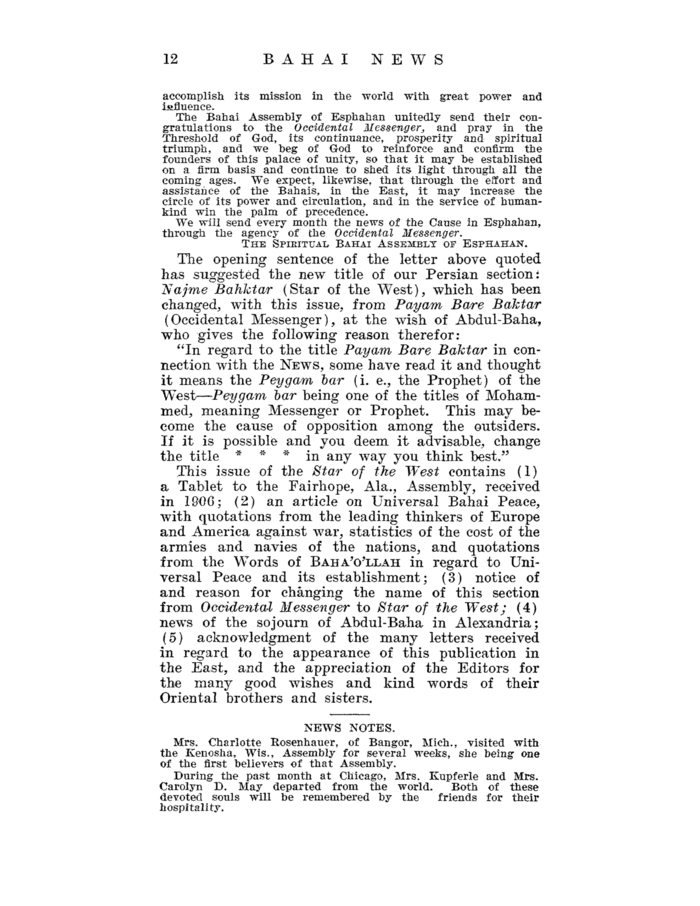 12 BAHAI NEWS
accomplish its mission in the world with great power and
influence.
The Bahai Assembly of Esphahan unitedly send their con-
gratulations to the Occidental Messenger, and pray in the
Threshold of God, its continuance, prosperity and spiritual
triumph, and we beg of God to reinforce and confirm the
founders of this palace of unity, so that it may be established
on a firm basis and continue to shed its light through all the
coming ages. We expect, likewise, that through the effort and
assistance of the Bahais, in the East, it may increase the
circle of its power and circulation, and in the service of human-
kind win the palm of precedence.
We will send every month the news of the Cause in Esphahan,
through the agency of the Occidental Messenger.
THE SPIRITUAL BAHAI ASSEMBLY OF ESPHAHAN.
The opening sentence of the letter above quoted
has suggested the new title of our Persian section:
Najme Bahktar (Star of the West), which has been
changed, with this issue, from Payam Bare Baktar
(Occidental Messenger), at the wish of Abdul-Baha,
who gives the following reason therefor:
"In regard to the title Payam Bare Baktar in con-
nection with the NEWS, some have read it and thought
it means the Peygam bar (i. e., the Prophet) of the
West—Peygam bar being one of the titles of Moham-
med, meaning Messenger or Prophet. This may be-
come the cause of opposition among the outsiders.
If it is possible and you deem it advisable, change
the title * * * in any way you think best."
This issue of the Star of the West contains (1)
a Tablet to the Fairhope, Ala., Assembly, received
in 1906; (2) an article on Universal Bahai Peace,
with quotations from the leading thinkers of Europe
and America against war, statistics of the cost of the
armies and navies of the nations, and quotations
from the Words of BAHA'O'LLAH in regard to Uni-
versal Peace and its establishment; (3) notice of
and reason for changing the name of this section
from Occidental Messenger to Star of the West; (4)
news of the sojourn of Abdul-Baha in Alexandria;
(5) acknowledgment of the many letters received
in regard to the appearance of this publication in
the East, and the appreciation of the Editors for
the many good wishes and kind words of their
Oriental brothers and sisters.
NEWS NOTES.
Mrs. Charlotte Rosenhauer, of Bangor, Mich., visited with
the Kenosha, Wis., Assembly for several weeks, she being one
of the first believers of that Assembly.
During the past month at Chicago, Mrs. Kupferle and Mrs.
Carolyn D. May departed from the world. Both of these
devoted souls will be remembered by the friends for their
hospitality.